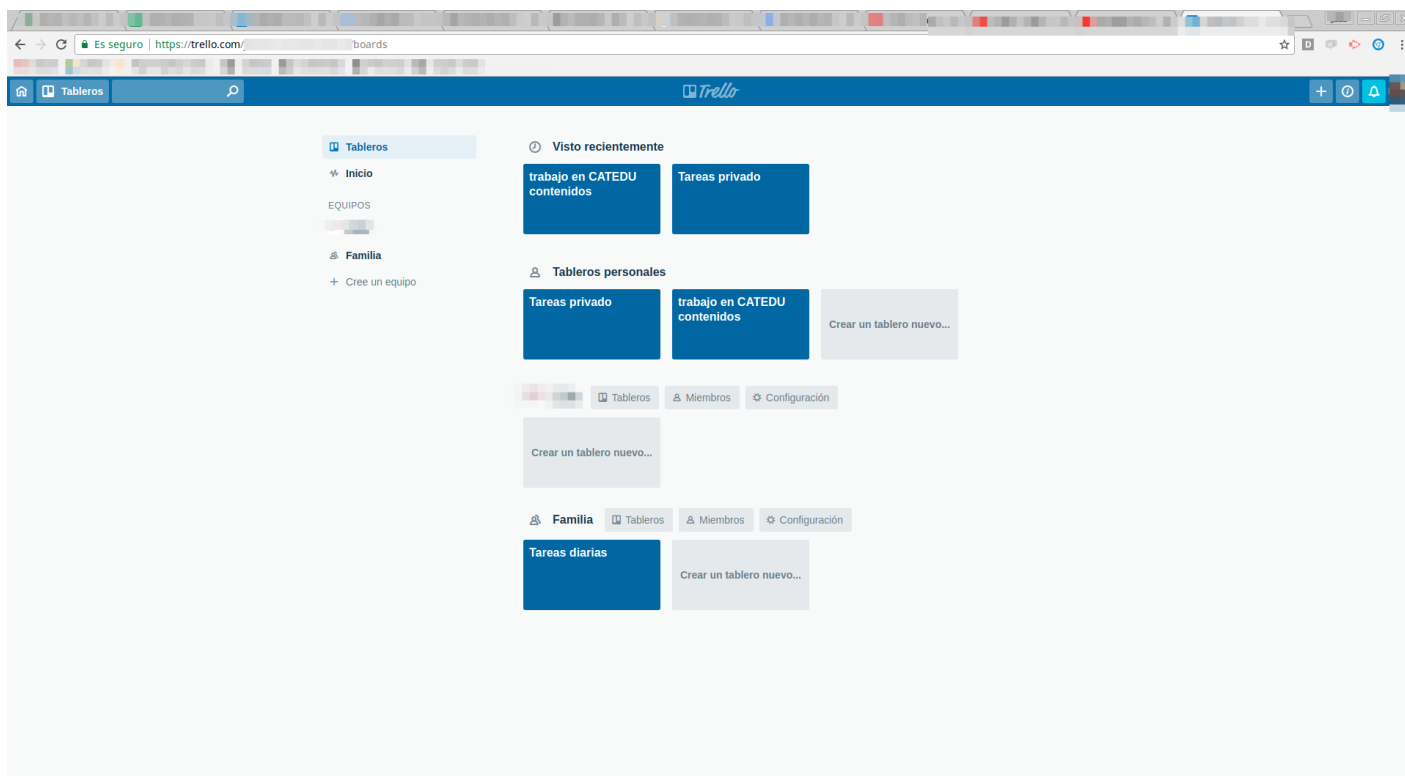 Es seguro | https://trello.com/ boards
Tableros
Trello
Tableros
Inicio
EQUIPOS
Familia
+ Cree un equipo
Visto recientemente
trabajo en CATEDU
contenidos
Tareas privado
Tableros personales
Tareas privado
trabajo en CATEDU
contenidos
Crear un tablero nuevo...
Tableros Miembros Configuración
Crear un tablero nuevo...
Familia Tableros Miembros Configuración
Tareas diarias
Crear un tablero nuevo...